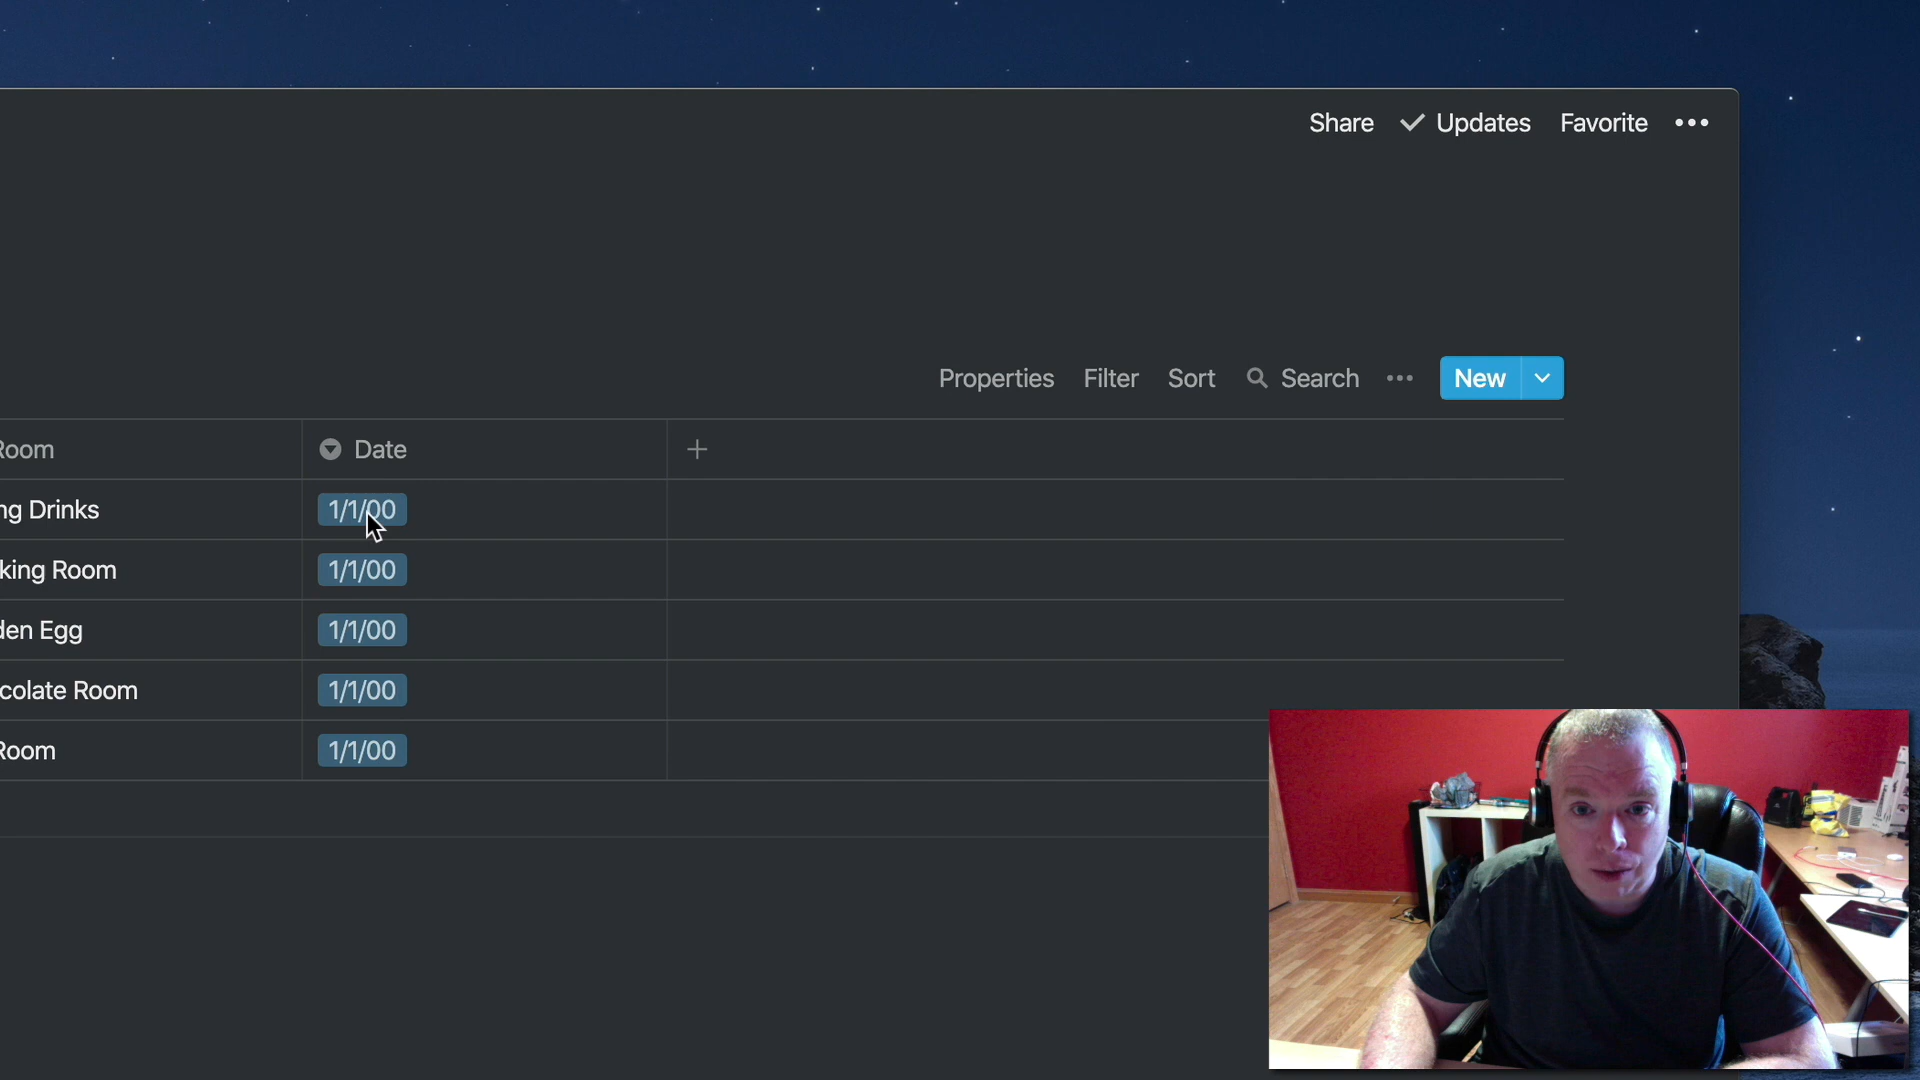 Share Updates Favorite
Properties Filter Sort Search New
Room Date
ng Drinks 1/1/00
king Room 1/1/00
den Egg 1/1/00
colate Room 1/1/00
Room 1/1/00